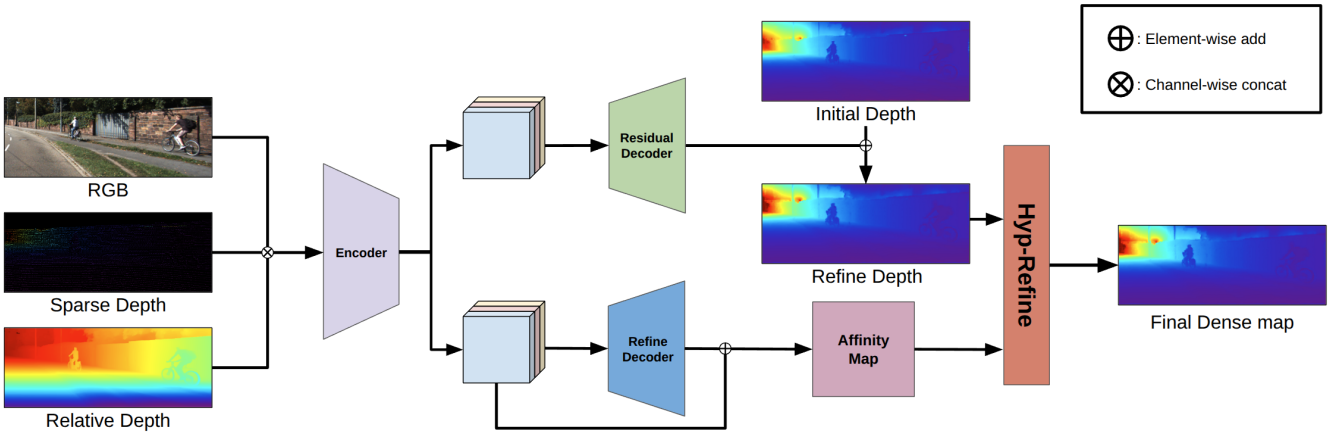 RGB
Sparse Depth
Relative Depth
Encoder
Residual
Decoder
Refine
Decoder
Initial Depth
Refine Depth
Affinity
Map
Hyp-Refine
Final Dense map
: Element-wise add
: Channel-wise concat